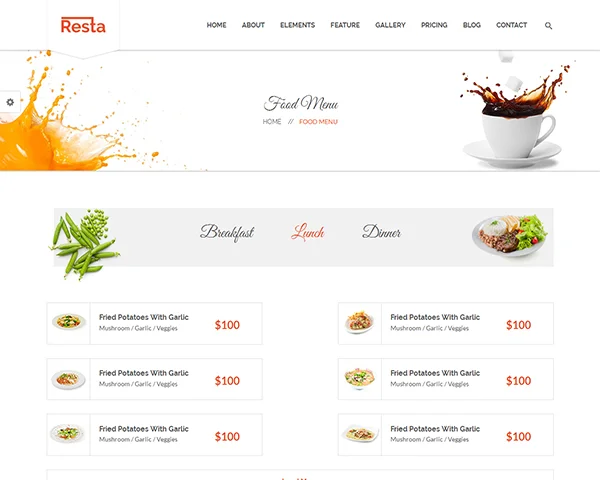 Resta
HOME ABOUT ELEMENTS FEATURE GALLERY PRICING BLOG CONTACT
Food Menu
HOME // FOOD MENU
Breakfast Lunch Dinner
Fried Potatoes With Garlic
Mushroom / Garlic / Veggies
$100
Fried Potatoes With Garlic
Mushroom / Garlic / Veggies
$100
Fried Potatoes With Garlic
Mushroom / Garlic / Veggies
$100
Fried Potatoes With Garlic
Mushroom / Garlic / Veggies
$100
Fried Potatoes With Garlic
Mushroom / Garlic / Veggies
$100
Fried Potatoes With Garlic
Mushroom / Garlic / Veggies
$100